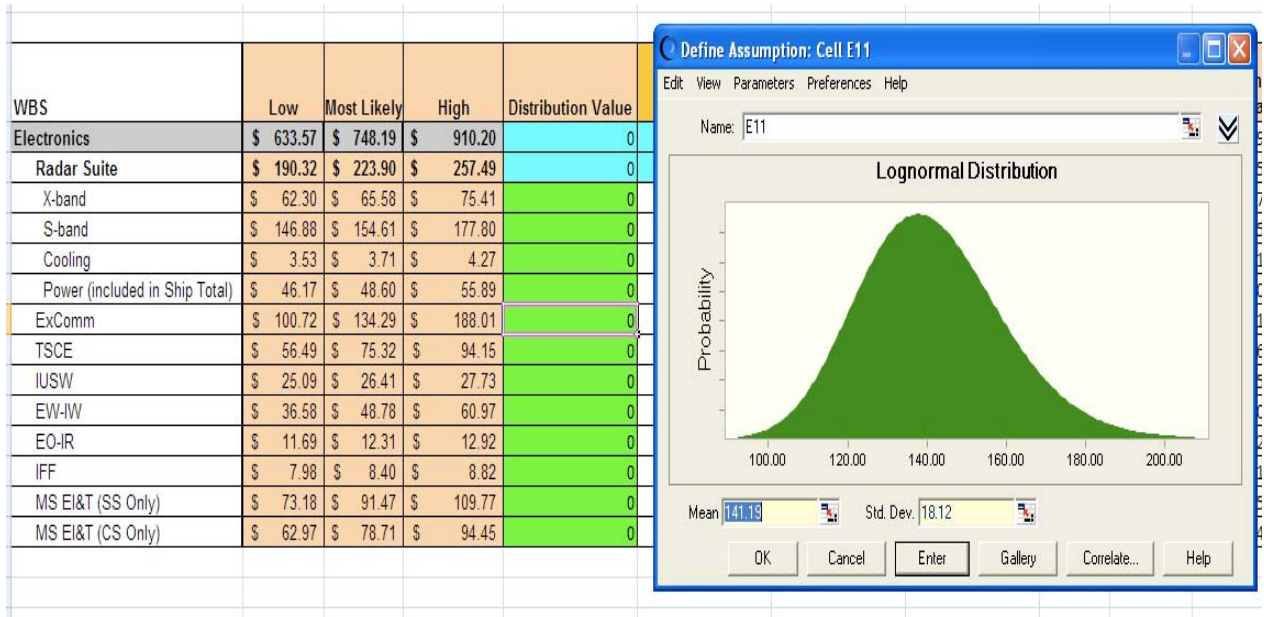 WBS Low Most Likely High Distribution Value
Electronics $ 633.57 $ 748.19 $ 910.20 0
Radar Suite $ 190.32 $ 223.90 $ 257.49 0
X-band $ 62.30 $ 65.58 $ 75.41 0
S-band $ 146.88 $ 154.61 $ 177.80 0
Cooling $ 3.53 $ 3.71 $ 4.27 0
Power (included in Ship Total) $ 46.17 $ 48.60 $ 55.89 0
ExComm $ 100.72 $ 134.29 $ 188.01 0
TSCE $ 56.49 $ 75.32 $ 94.15 0
IUSW $ 25.09 $ 26.41 $ 27.73 0
EW-IW $ 36.58 $ 48.78 $ 60.97 0
EO-IR $ 11.69 $ 12.31 $ 12.92 0
IFF $ 7.98 $ 8.40 $ 8.82 0
MS EI&T (SS Only) $ 73.18 $ 91.47 $ 109.77 0
MS EI&T (CS Only) $ 62.97 $ 78.71 $ 94.45 0
Define Assumption: Cell E11
Edit View Parameters Preferences Help
Name: E11
Lognormal Distribution
Probability
100.00 120.00 140.00 160.00 180.00 200.00
Mean 141.19 Std. Dev. 18.12
OK Cancel Enter Gallery Correlate... Help